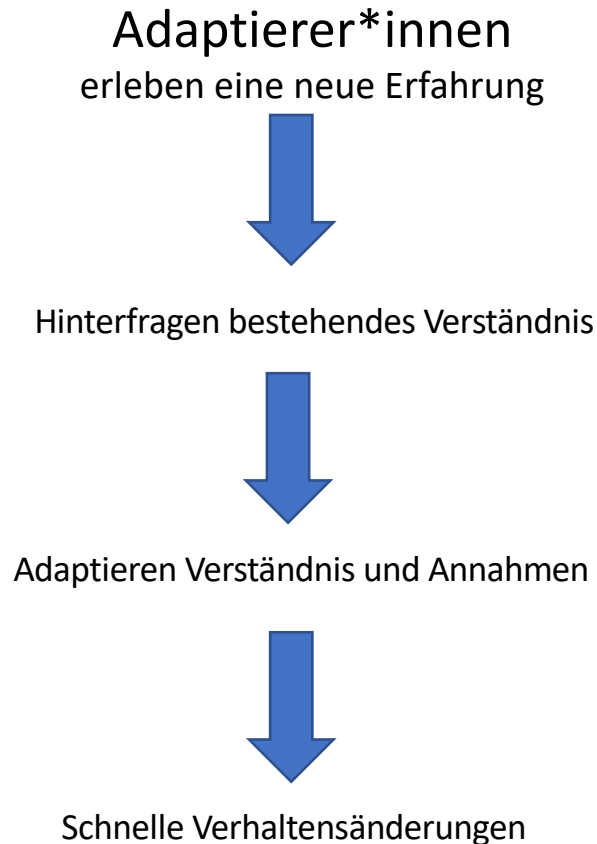 Adaptierer*innen
erleben eine neue Erfahrung
Hinterfragen bestehendes Verständnis
Adaptieren Verständnis und Annahmen
Schnelle Verhaltensänderungen